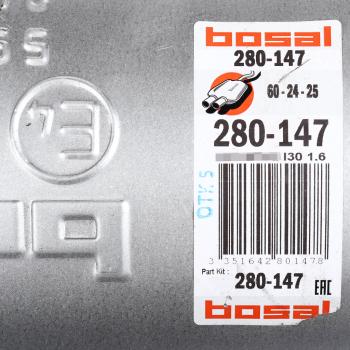 bosal
280-147
60-24-25
280-147
I30 1.6
OTK 5
3 351642 801478
Part Kit :
280-147
EAC
bosal
E4